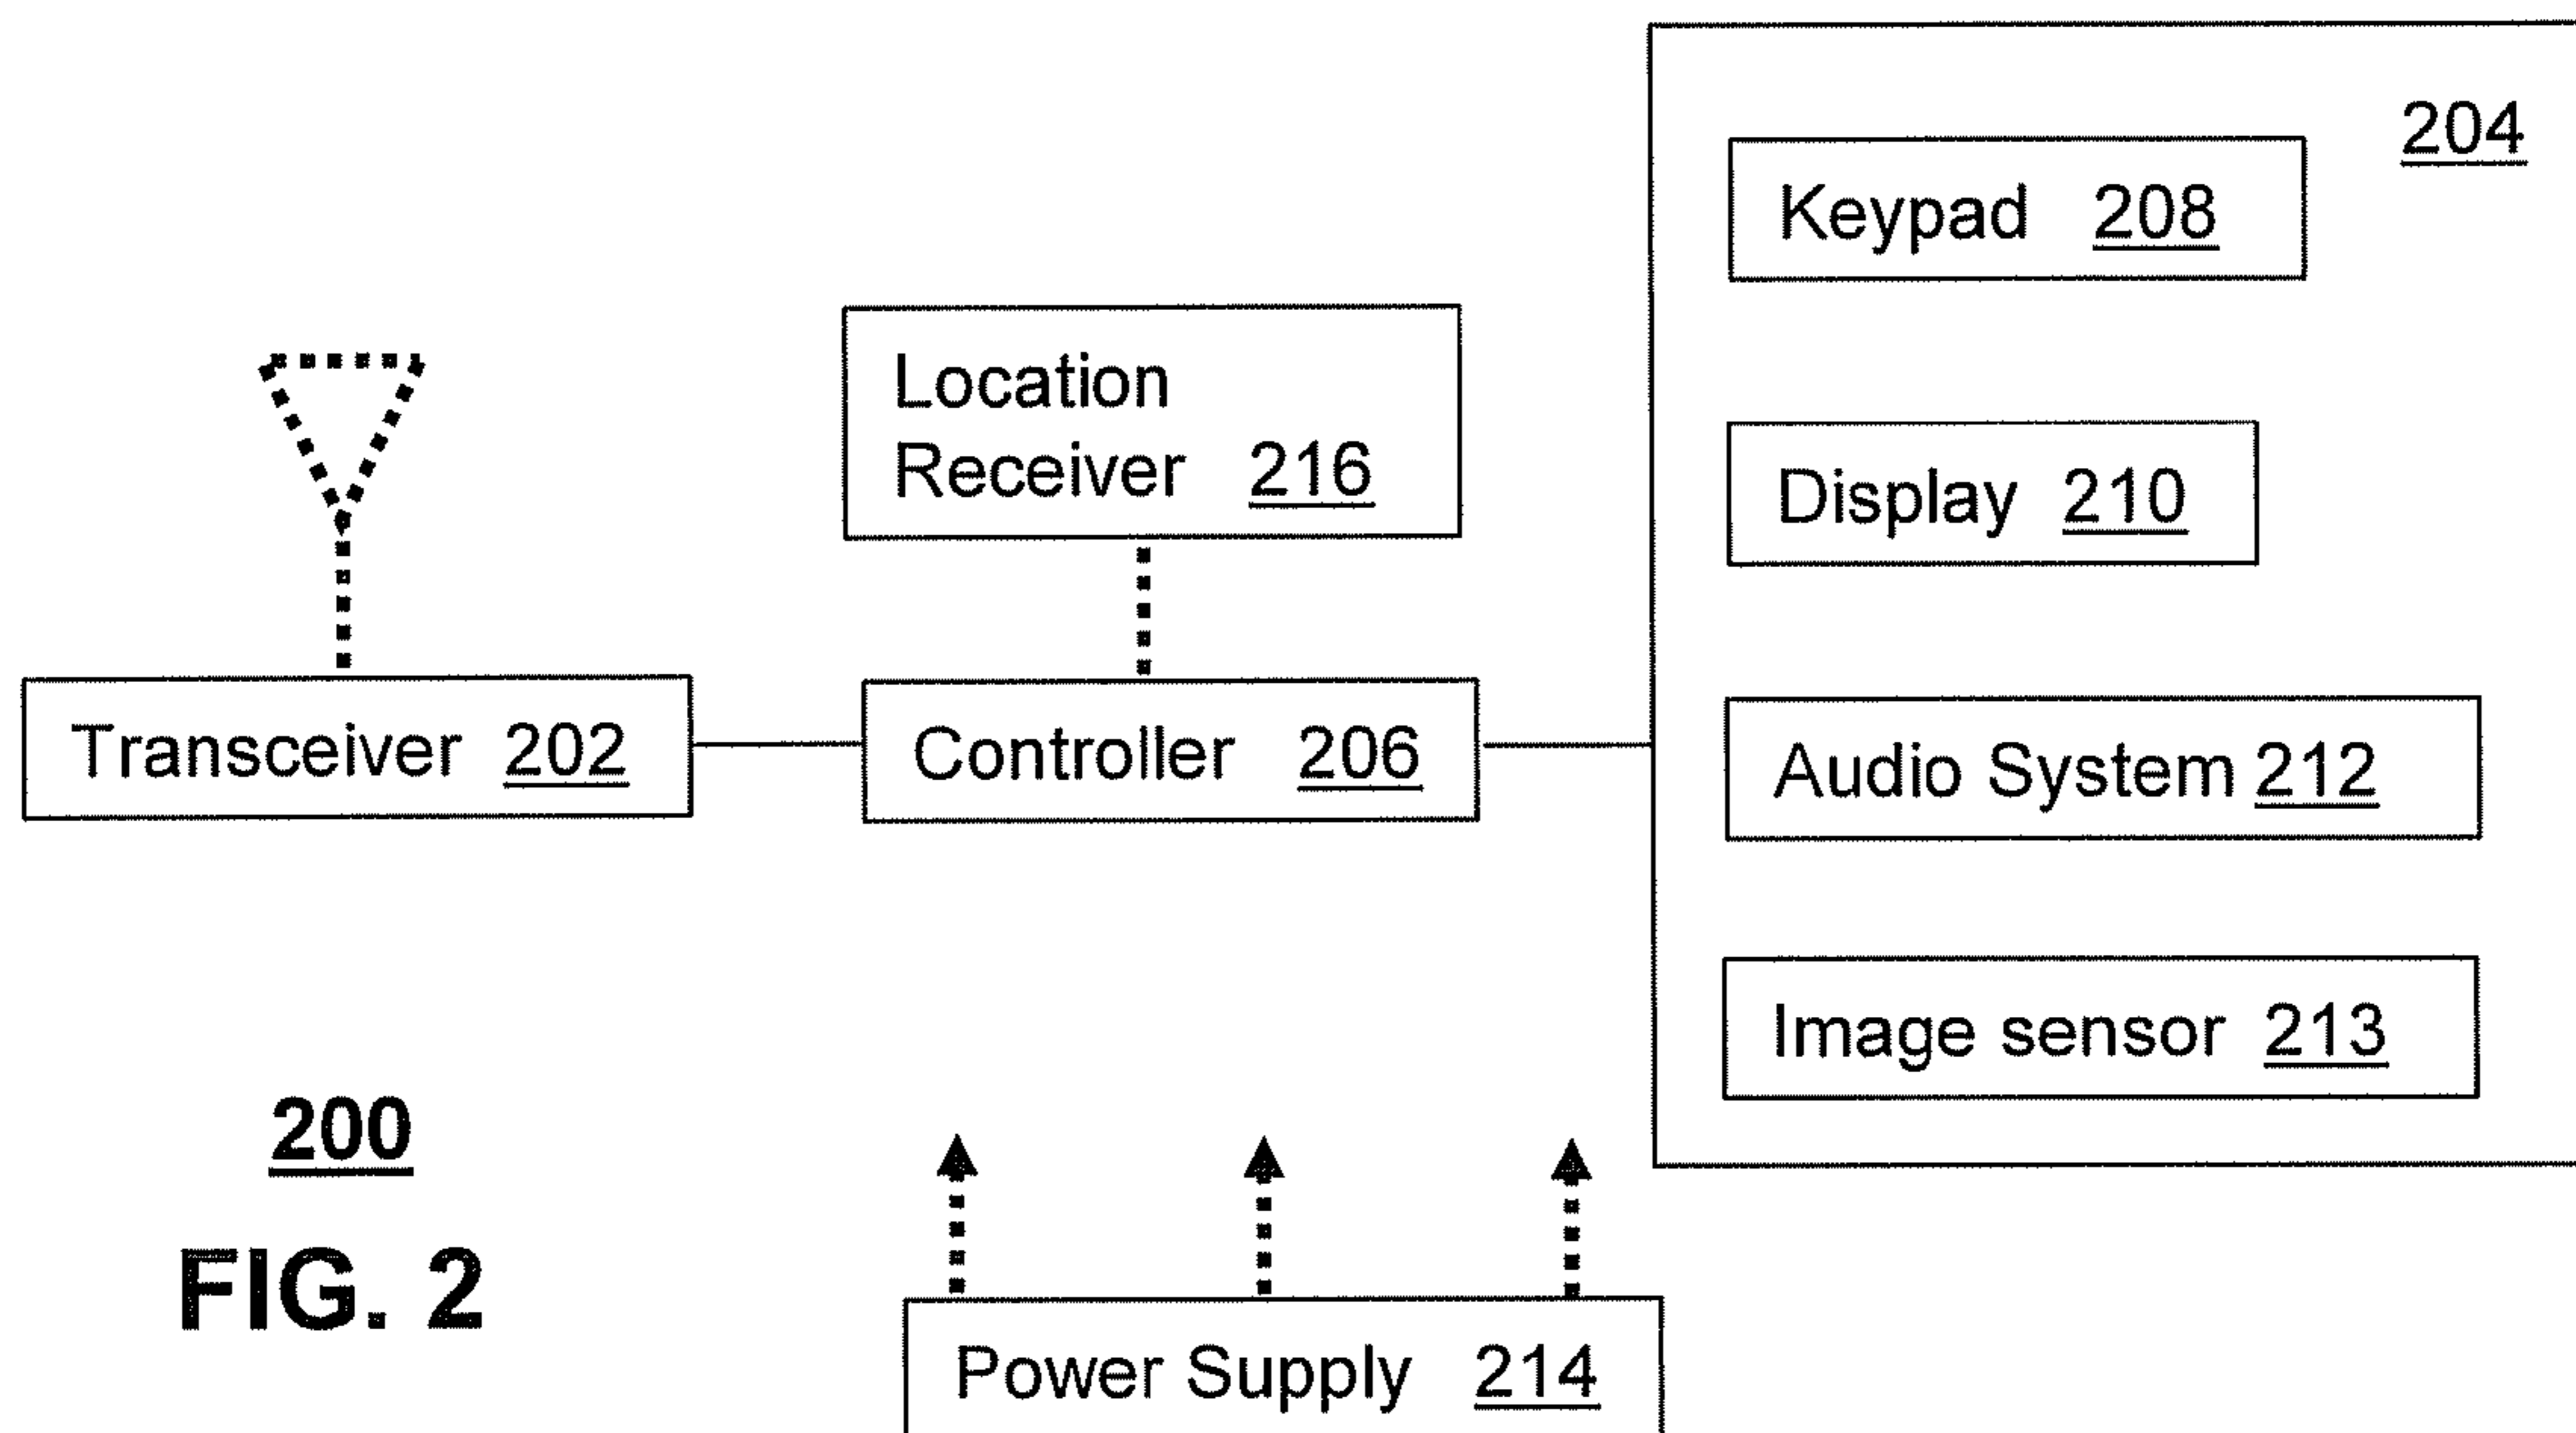 204
Keypad 208
Location
Receiver 216
Display 210
Transceiver 202
Controller 206
Audio System 212
Image sensor 213
200
FIG. 2
Power Supply 214